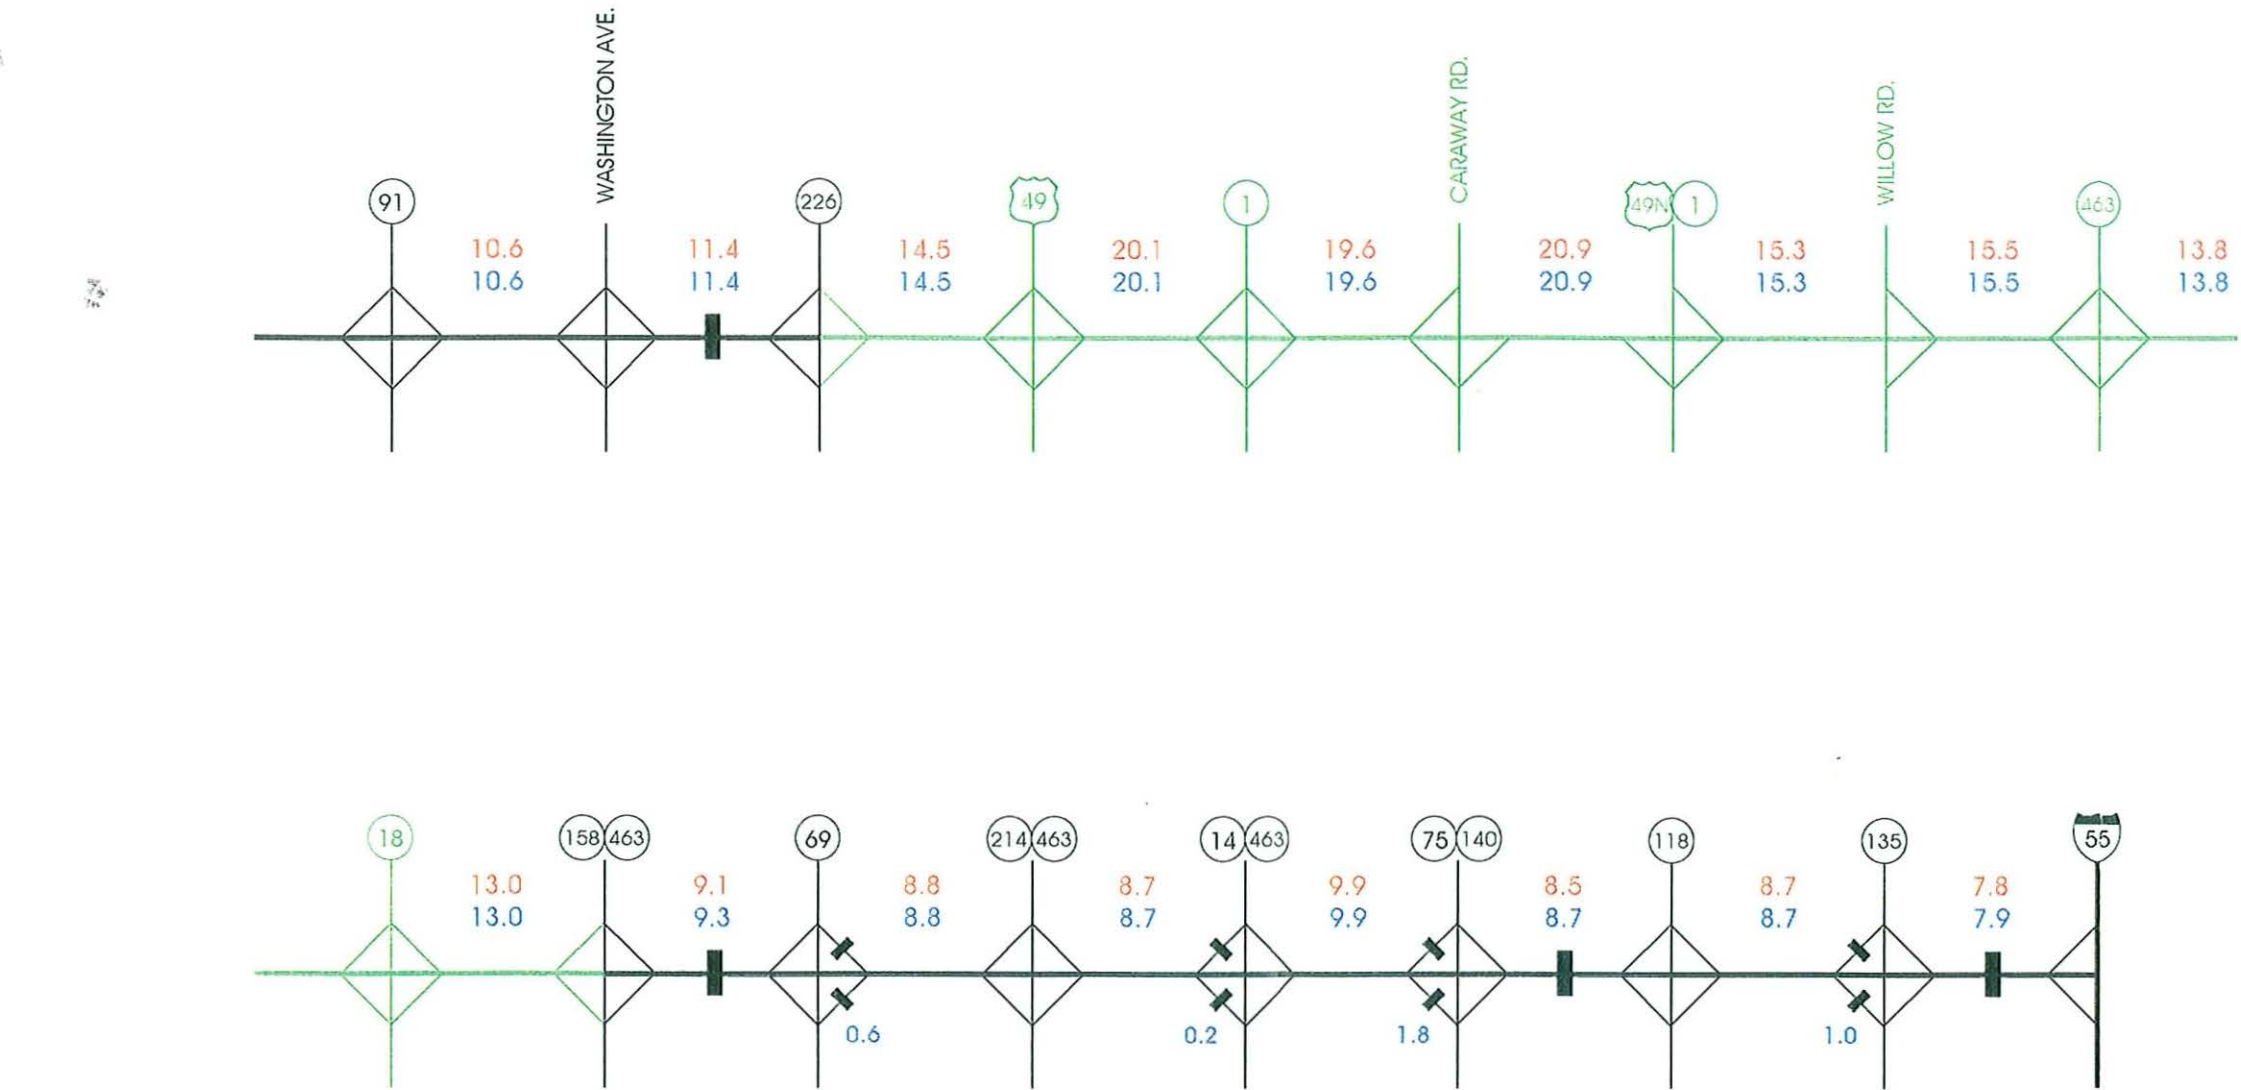 WASHINGTON AVE.
CARAWAY RD.
WILLOW RD.
91 226 49 1 49N 1 463
10.6 11.4 14.5 20.1 19.6 20.9 15.3 15.5 13.8
10.6 11.4 14.5 20.1 19.6 20.9 15.3 15.5 13.8
18 158 463 69 214 463 14 463 75 140 118 135 55
13.0 9.1 8.8 8.7 9.9 8.5 8.7 7.8
13.0 9.3 8.8 8.7 9.9 8.7 8.7 7.9
0.6 0.2 1.8 1.0